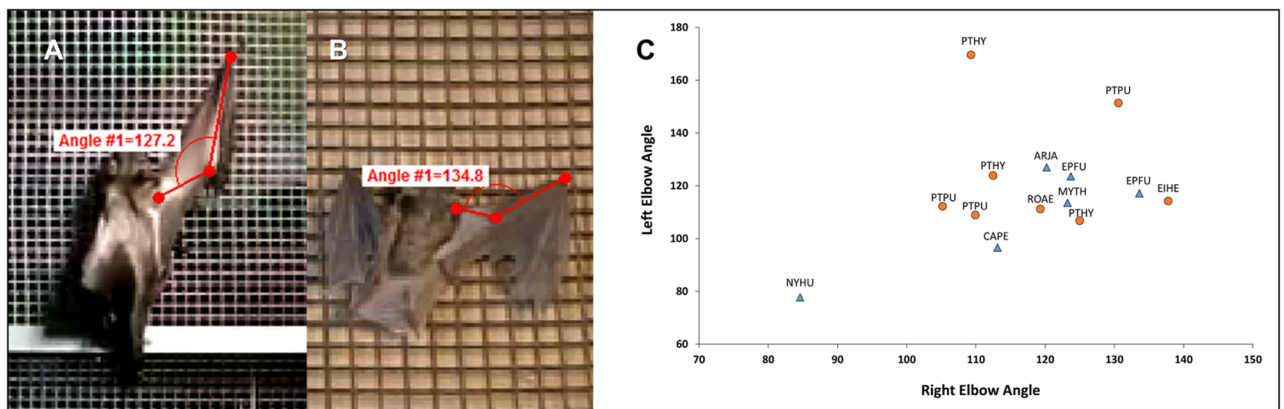 A
Angle #1=127.2
B
Angle #1=134.8
C
Left Elbow Angle
180
160
140
120
100
80
60
PTHY
PTPU
PTHY
ARJA
EPFU
PTPU
PTPU
ROAE
MYTH
PTHY
EPFU
EIHE
CAPE
NYHU
70
80
90
100
110
120
130
140
150
Right Elbow Angle